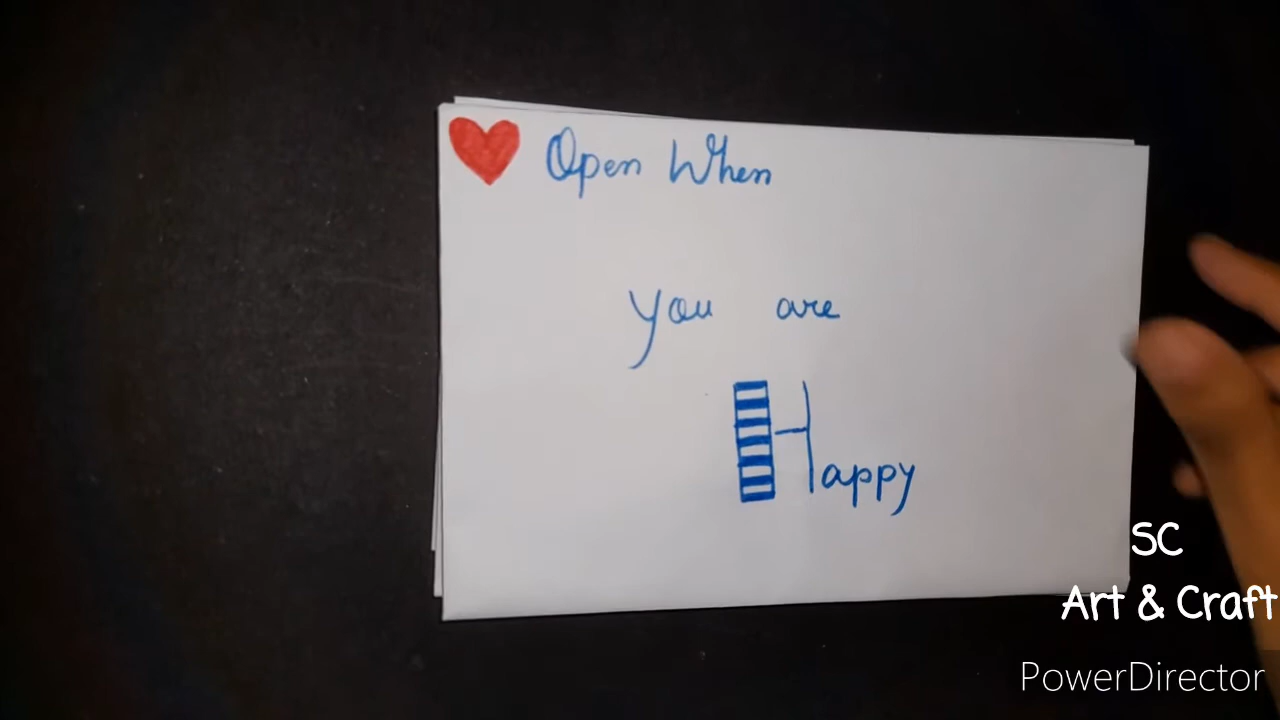 Open When
you are
Happy
SC
Art & Craft
PowerDirector